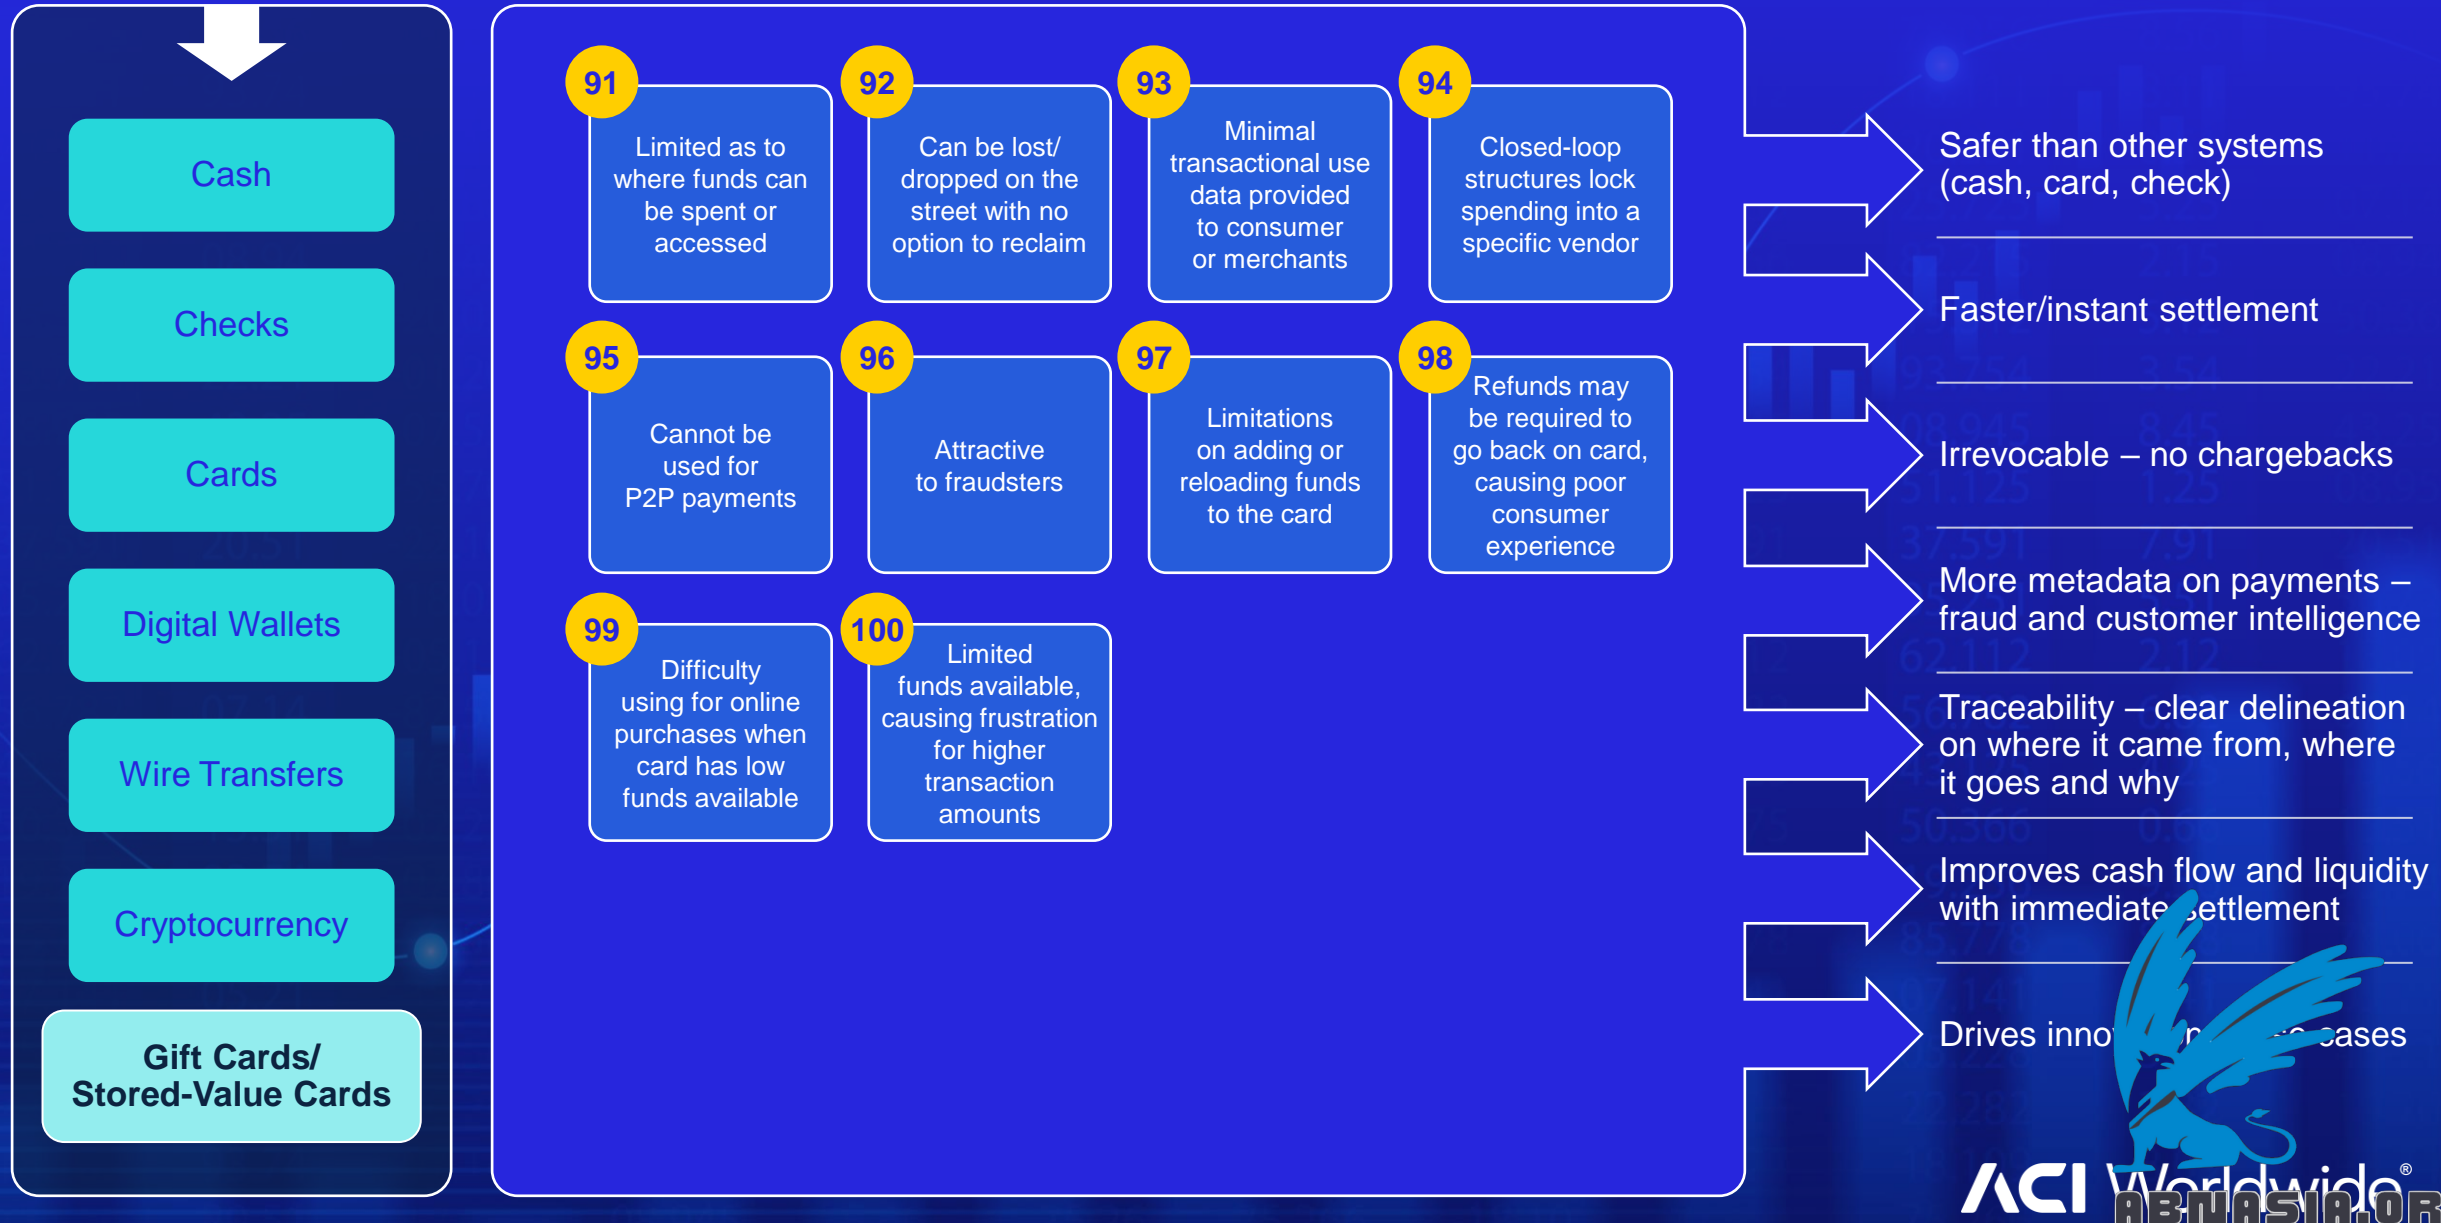 Cash
Checks
Cards
Digital Wallets
Wire Transfers
Cryptocurrency
Gift Cards/
Stored-Value Cards
91
Limited as to
where funds can
be spent or
accessed
92
Can be lost/
dropped on the
street with no
option to reclaim
93
Minimal
transactional use
data provided
to consumer
or merchants
94
Closed-loop
structures lock
spending into a
specific vendor
95
Cannot be
used for
P2P payments
96
Attractive
to fraudsters
97
Limitations
on adding or
reloading funds
to the card
98
Refunds may
be required to
go back on card,
causing poor
consumer
experience
99
Difficulty
using for online
purchases when
card has low
funds available
100
Limited
funds available,
causing frustration
for higher
transaction
amounts
Safer than other systems
(cash, card, check)
Faster/instant settlement
Irrevocable – no chargebacks
More metadata on payments –
fraud and customer intelligence
Traceability – clear delineation
on where it came from, where
it goes and why
Improves cash flow and liquidity
with immediate settlement
Drives cases
ACI Worldwide®
ABNASIA.OR